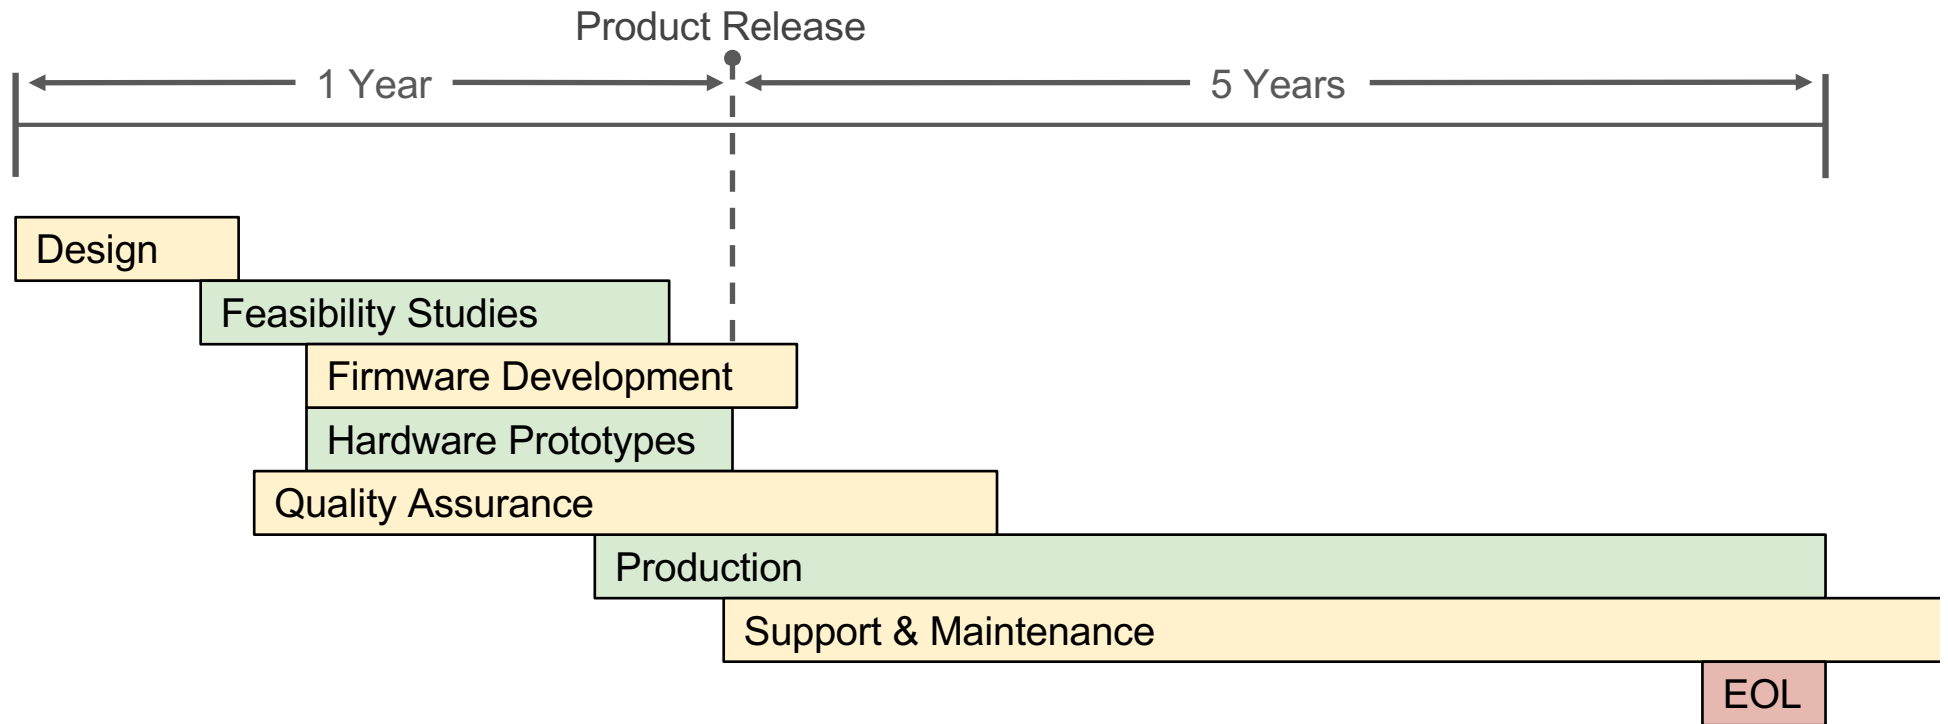 Product Release
1 Year
5 Years
Design
Feasibility Studies
Firmware Development
Hardware Prototypes
Quality Assurance
Production
Support & Maintenance
EOL